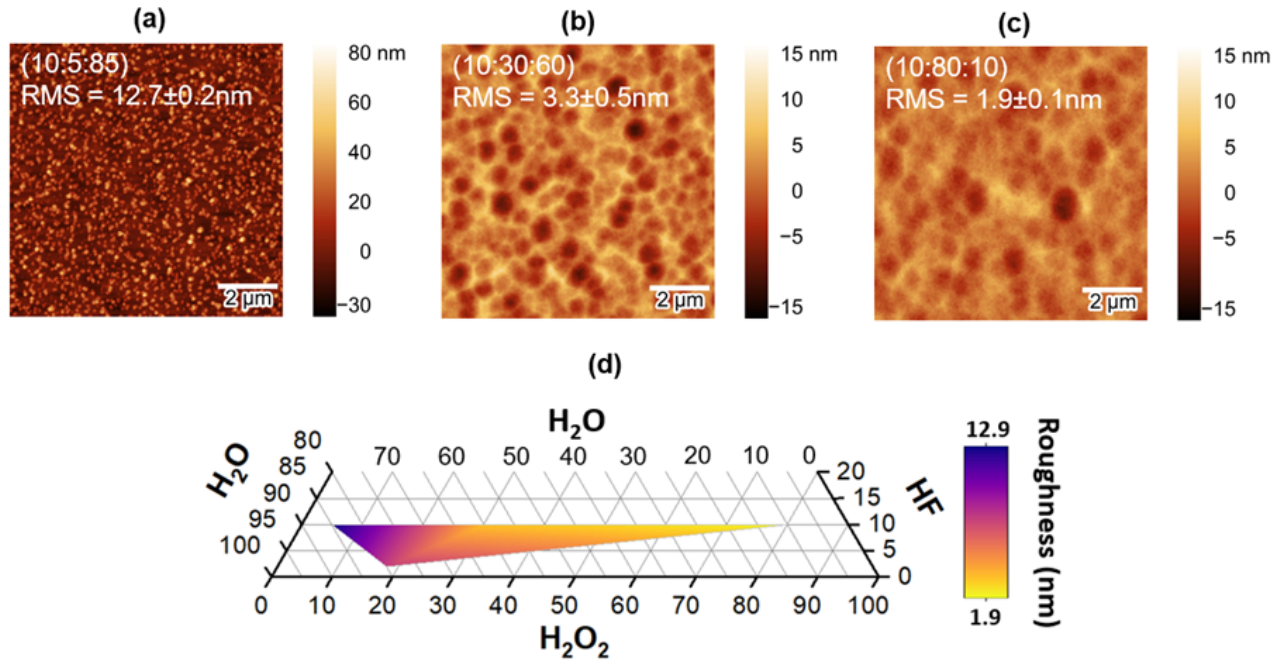 (a)
(10:5:85)
RMS = 12.7±0.2nm
2 µm
80 nm
60
40
20
0
−30
(b)
(10:30:60)
RMS = 3.3±0.5nm
2 µm
15 nm
10
5
0
−5
−15
(c)
(10:80:10)
RMS = 1.9±0.1nm
2 µm
15 nm
10
5
0
−5
−15
(d)
H₂O
80 70 60 50 40 30 20 10 0
H₂O
85
90
95
100
20
15
10
5
0
HF
0 10 20 30 40 50 60 70 80 90 100
H₂O₂
12.9
1.9
Roughness (nm)